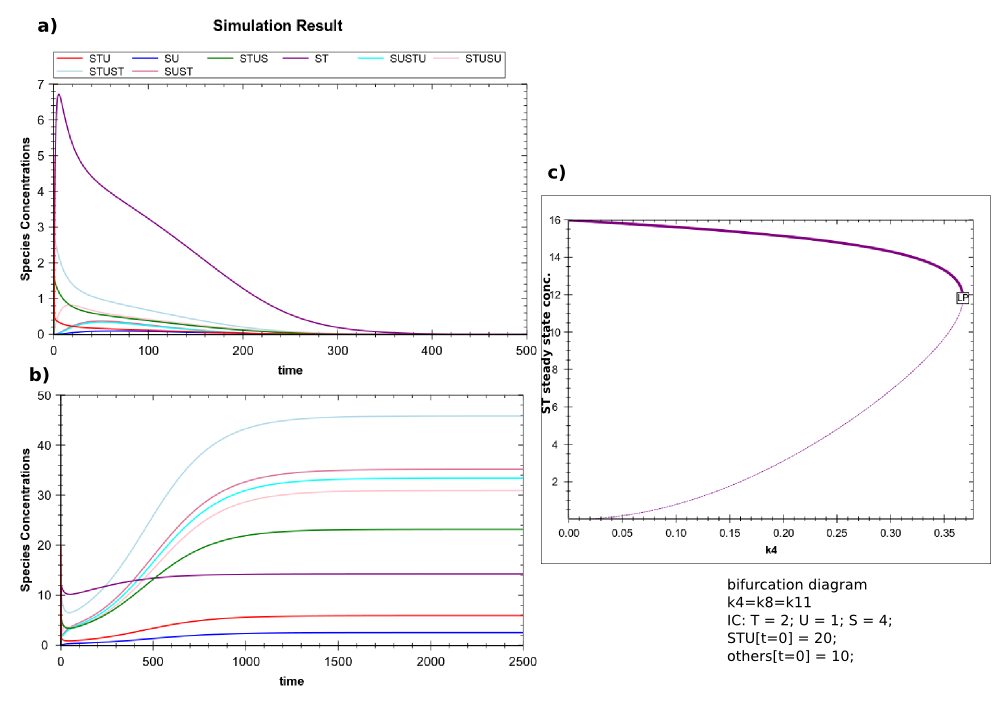 a)
Simulation Result
STU SU STUS ST SUSTU STUSU
STUST SUST
7
6
5
4
3
2
1
0
Species Concentrations
0 100 200 300 400 500
time
b)
50
40
30
20
10
0
Species Concentrations
0 500 1000 1500 2000 2500
time
c)
16
14
12
10
8
6
4
2
ST steady state conc.
LP
0.00 0.05 0.10 0.15 0.20 0.25 0.30 0.35
k4
bifurcation diagram
k4=k8=k11
IC: T = 2; U = 1; S = 4;
STU[t=0] = 20;
others[t=0] = 10;